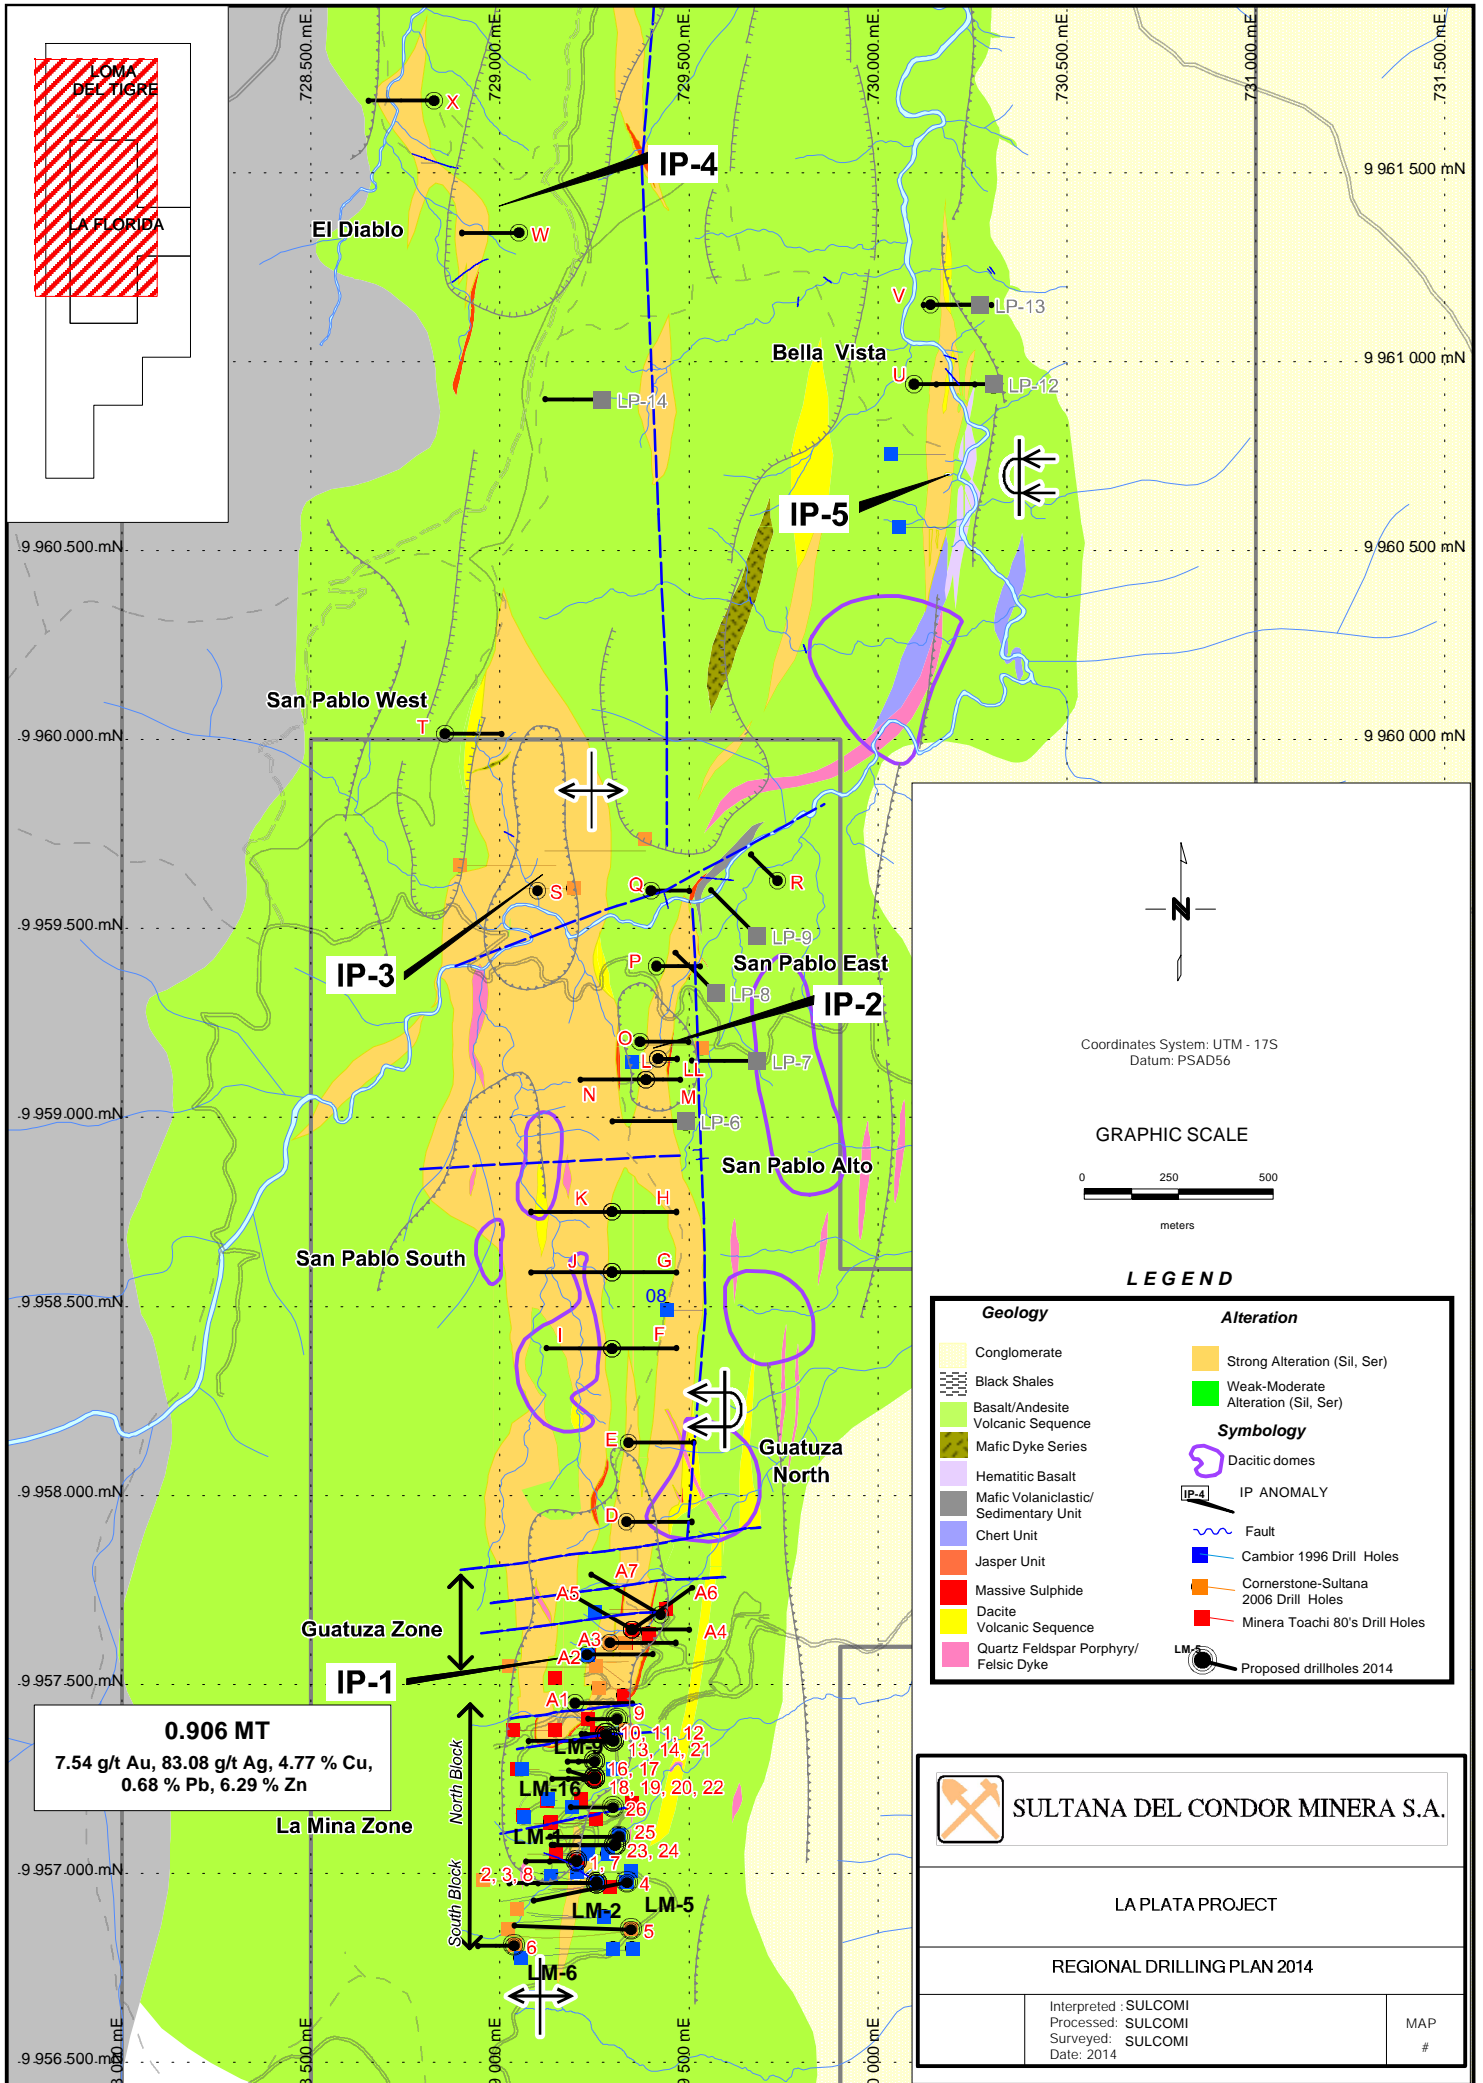 LOMA
DEL TIGRE
LA FLORIDA
728.500 mE
729.000 mE
729.500 mE
730.000 mE
730.500 mE
731.000 mE
731.500 mE
X
IP-4
9 961 500 mN
El Diablo
W
V
LP-13
Bella Vista
9 961 000 mN
U
LP-12
LP-14
IP-5
9 960 500 mN
9 960 500 mN
San Pablo West
T
9 960 000 mN
9 960 000 mN
S
Q
R
9 959 500 mN
LP-9
P
San Pablo East
IP-3
LP-8
IP-2
O
L
LL
LP-7
N
M
9 959 000 mN
LP-6
San Pablo Alto
K
H
San Pablo South
J
G
9 958 500 mN
08
I
F
E
Guatuza
North
9 958 000 mN
D
A7
A5
A6
Guatuza Zone
A3
A4
A2
IP-1
9 957 500 mN
A1
9
10, 11, 12
LM-9
13, 14, 21
16, 17
LM-16
18, 19, 20, 22
26
North Block
0.906 MT
7.54 g/t Au, 83.08 g/t Ag, 4.77 % Cu,
0.68 % Pb, 6.29 % Zn
La Mina Zone
LM-1
25
23, 24
9 957 000 mN
1, 7
2, 3, 8
4
LM-5
LM-2
South Block
5
6
LM-6
9 956 500 mN
N
Coordinates System: UTM - 17S
Datum: PSAD56
GRAPHIC SCALE
0 250 500
meters
LEGEND
Geology
Conglomerate
Black Shales
Basalt/Andesite
Volcanic Sequence
Mafic Dyke Series
Hematitic Basalt
Mafic Volaniclastic/
Sedimentary Unit
Chert Unit
Jasper Unit
Massive Sulphide
Dacite
Volcanic Sequence
Quartz Feldspar Porphyry/
Felsic Dyke
Alteration
Strong Alteration (Sil, Ser)
Weak-Moderate
Alteration (Sil, Ser)
Symbology
Dacitic domes
IP-4
IP ANOMALY
Fault
Cambior 1996 Drill Holes
Cornerstone-Sultana
2006 Drill Holes
Minera Toachi 80's Drill Holes
LM-5
Proposed drillholes 2014
SULTANA DEL CONDOR MINERA S.A.
LA PLATA PROJECT
REGIONAL DRILLING PLAN 2014
Interpreted : SULCOMI
Processed: SULCOMI
Surveyed: SULCOMI
Date: 2014
MAP
#